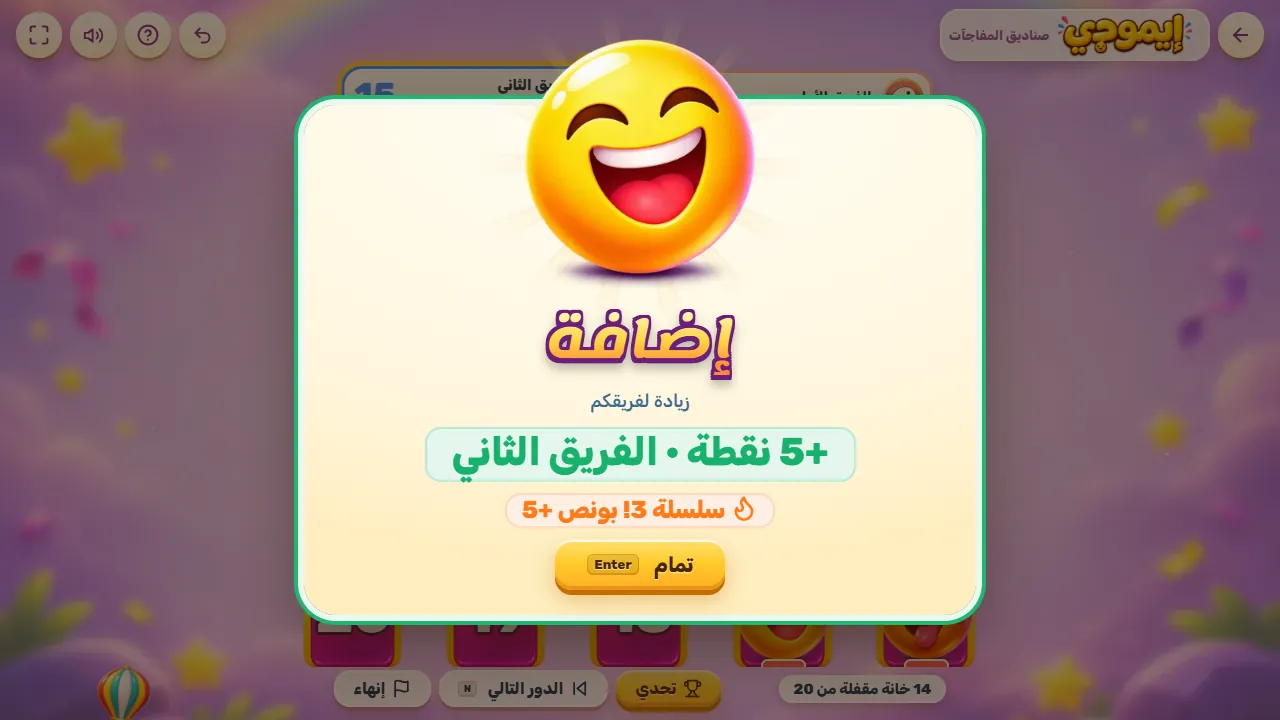 إيموجي
صناديق المفاجآت
الفريق الثاني
15
إضافة
زيادة لفريقكم
+5 نقطة • الفريق الثاني
سلسلة 3! بونص +5
تمام Enter
14 خانة مقفلة من 20
تحدي
الدور التالي N
إنهاء